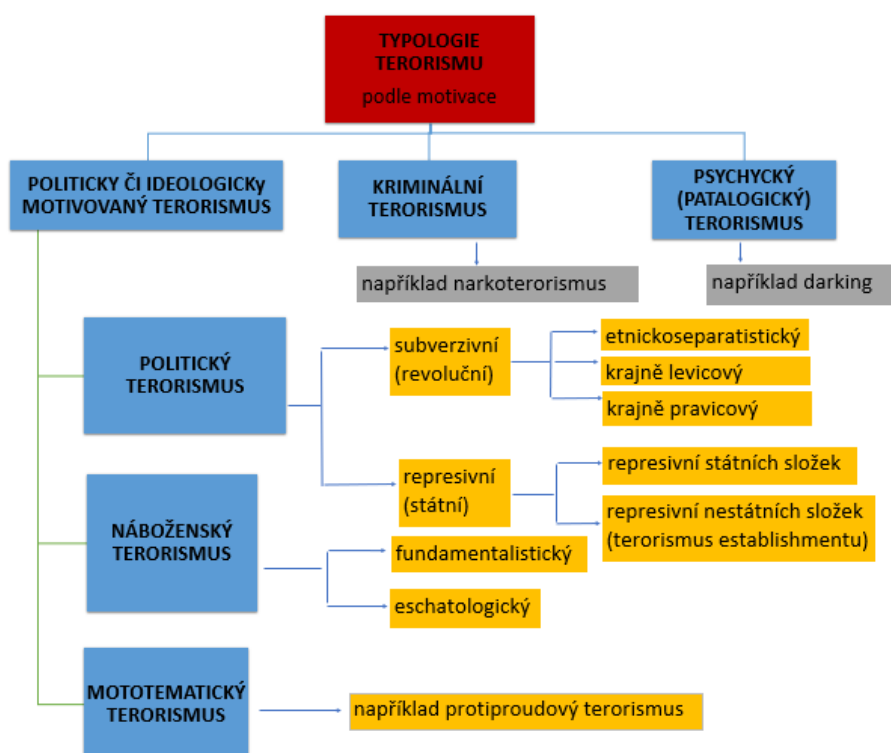 TYPOLOGIE
TERORISMU
podle motivace
POLITICKY ČI IDEOLOGICKy
MOTIVOVANÝ TERORISMUS
KRIMINÁLNÍ
TERORISMUS
PSYCHYCKÝ
(PATALOGICKÝ)
TERORISMUS
například narkoterorismus
například darking
POLITICKÝ
TERORISMUS
subverzivní
(revoluční)
etnickoseparatistický
krajně levicový
krajně pravicový
represivní
(státní)
represivní státních složek
represivní nestátních složek
(terorismus establishmentu)
NÁBOŽENSKÝ
TERORISMUS
fundamentalistický
eschatologický
MOTOTEMATICKÝ
TERORISMUS
například protiproudový terorismus